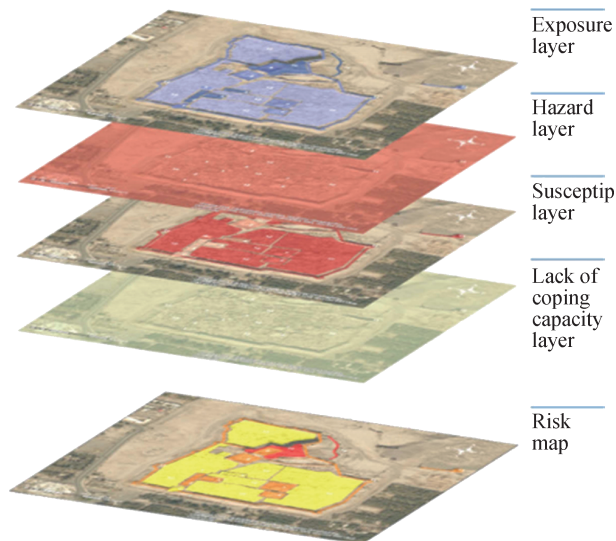 Exposure
layer
Hazard
layer
Susceptip
layer
Lack of
coping
capacity
layer
Risk
map